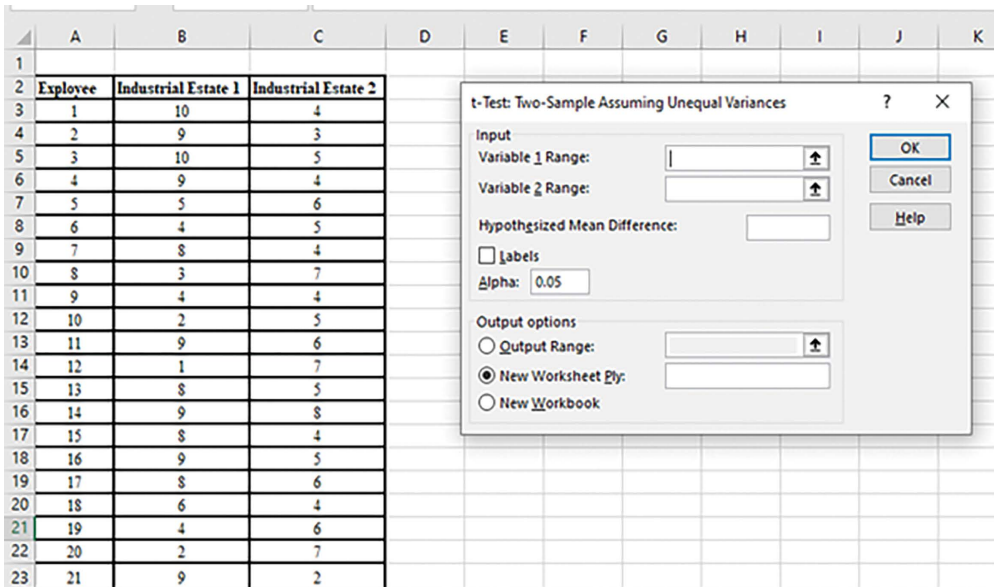 A B C D E F G H I J K
1
2 Exployee Industrial Estate 1 Industrial Estate 2
3 1 10 4
4 2 9 3
5 3 10 5
6 4 9 4
7 5 5 6
8 6 4 5
9 7 8 4
10 8 3 7
11 9 4 4
12 10 2 5
13 11 9 6
14 12 1 7
15 13 8 5
16 14 9 8
17 15 8 4
18 16 9 5
19 17 8 6
20 18 6 4
21 19 4 6
22 20 2 7
23 21 9 2
t-Test: Two-Sample Assuming Unequal Variances ? ×
Input
Variable 1 Range:
Variable 2 Range:
Hypothesized Mean Difference:
Labels
Alpha: 0.05
Output options
Output Range:
New Worksheet Ply:
New Workbook
OK
Cancel
Help